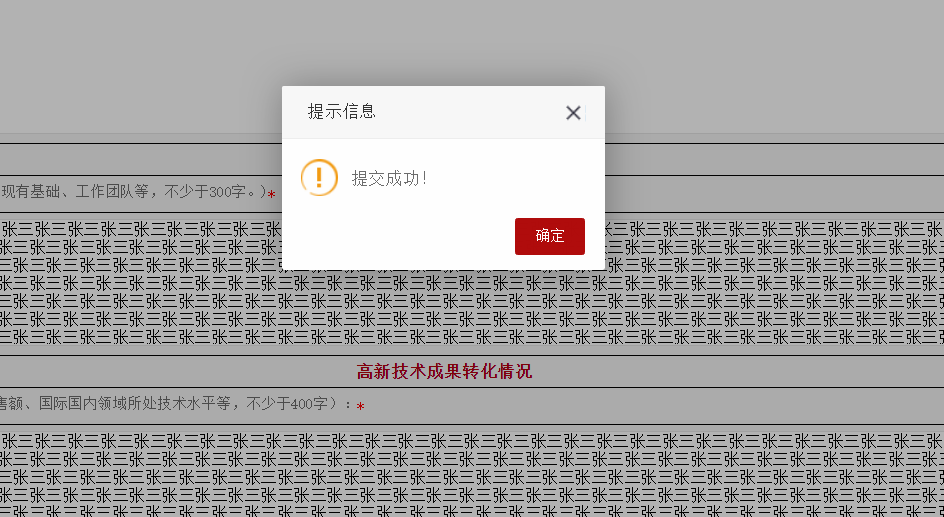 提示信息
提交成功！
确定
现有基础、工作团队等，不少于300字。)*
张三张三张三张三张三张三张三张三张 张三张三张三张三张三张三张三张三张三张三张
张三张三张三张三张三张三张三张三张 张三张三张三张三张三张三张三张三张三张三张
张三张三张三张三张三张三张三张三张 张三张三张三张三张三张三张三张三张三张三张
张三张三张三张三张三张三张三张三张三张三张三张三张三张三张三张三张三张三张三张三张三张三张三张三张三张三张三张三张
张三张三张三张三张三张三张三张三张三张三张三张三张三张三张三张三张三张三张三张三张三张三张三张三张三张三张三张三张
张三张三张三张三张三张三张三张三张三张三张三张三张三张三张三张三张三张三张三张三张三张三张三张三张三张三张三张三张
张三张三张三张三张三张三张三张三张三张三张三张三张三张三张三张三张三张三张三张三张三张三张三张三张三张三张三张三张
高新技术成果转化情况
售额、国际国内领域所处技术水平等，不少于400字）：*
张三张三张三张三张三张三张三张三张三张三张三张三张三张三张三张三张三张三张三张三张三张三张三张三张三张三张三张三张
张三张三张三张三张三张三张三张三张三张三张三张三张三张三张三张三张三张三张三张三张三张三张三张三张三张三张三张三张
张三张三张三张三张三张三张三张三张三张三张三张三张三张三张三张三张三张三张三张三张三张三张三张三张三张三张三张三张
张三张三张三张三张三张三张三张三张三张三张三张三张三张三张三张三张三张三张三张三张三张三张三张三张三张三张三张三张